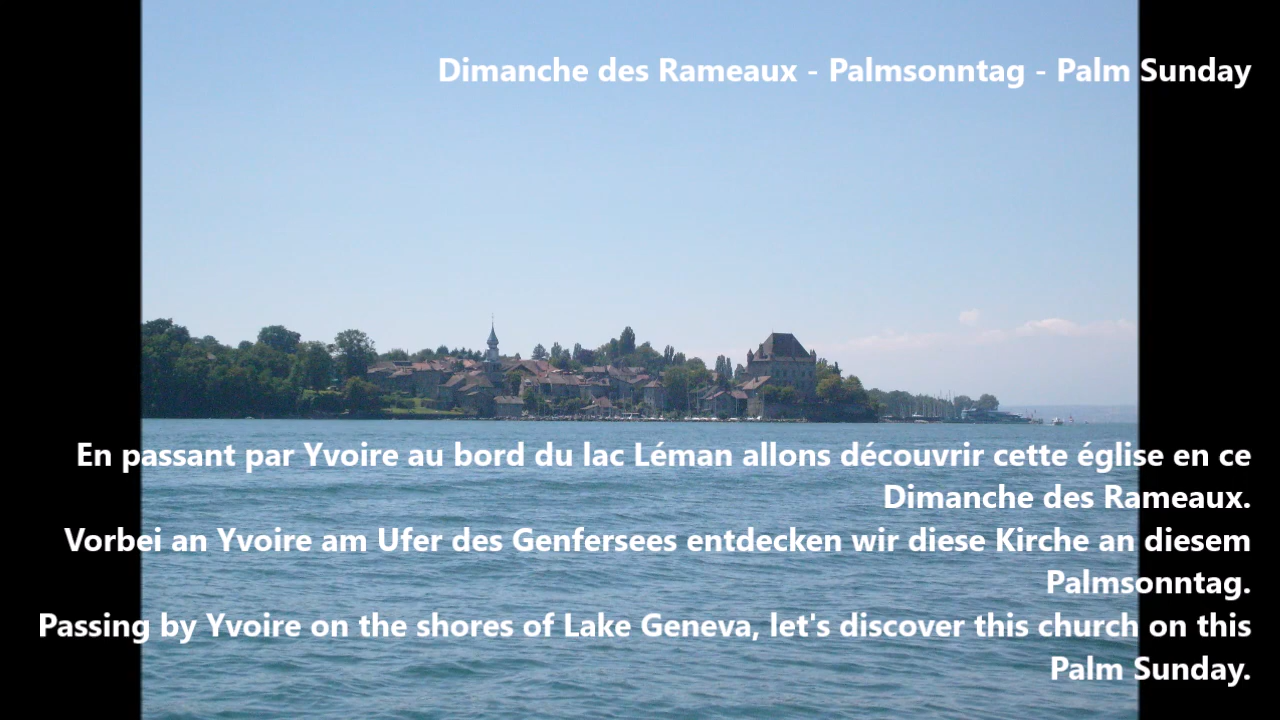 Dimanche des Rameaux - Palmsonntag - Palm Sunday
En passant par Yvoire au bord du lac Léman allons découvrir cette église en ce
Dimanche des Rameaux.
Vorbei an Yvoire am Ufer des Genfersees entdecken wir diese Kirche an diesem
Palmsonntag.
Passing by Yvoire on the shores of Lake Geneva, let's discover this church on this
Palm Sunday.